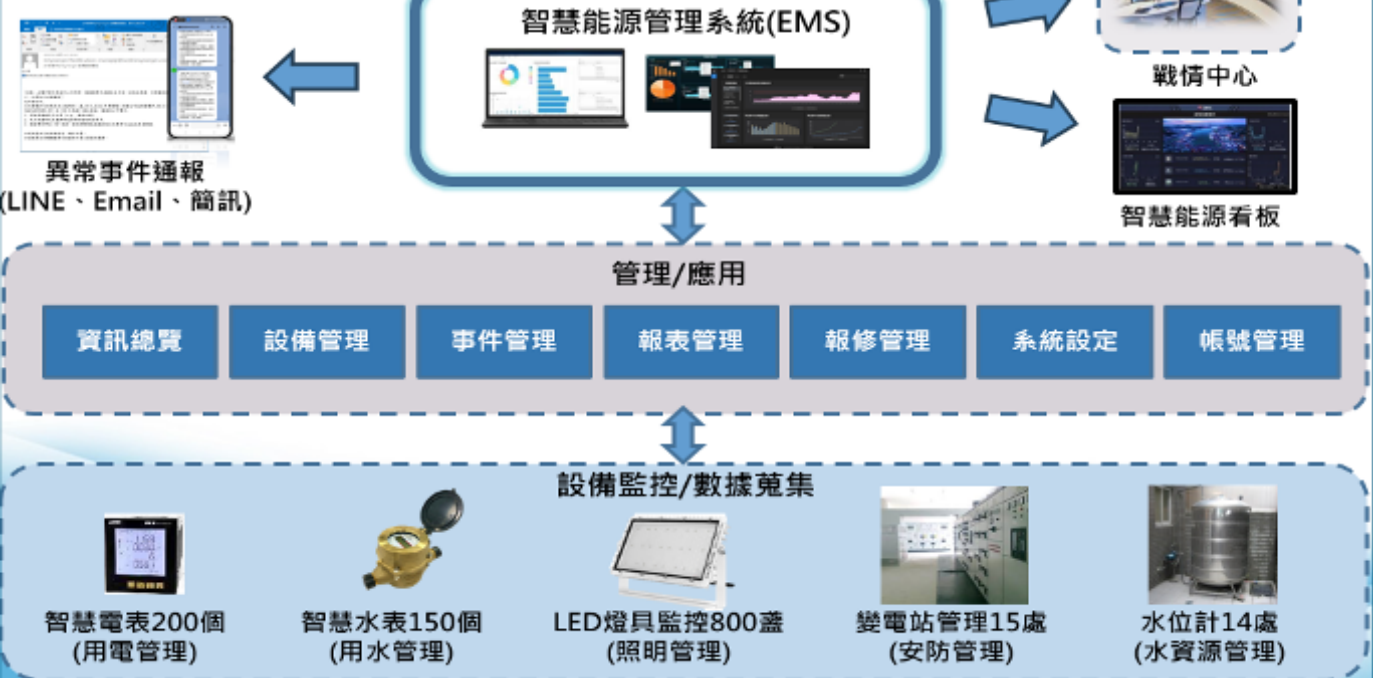 智慧能源管理系統(EMS)
戰情中心
異常事件通報
(LINE、Email、簡訊)
智慧能源看板
管理/應用
資訊總覽
設備管理
事件管理
報表管理
報修管理
系統設定
帳號管理
設備監控/數據蒐集
智慧電表200個
(用電管理)
智慧水表150個
(用水管理)
LED燈具監控800盞
(照明管理)
變電站管理15處
(安防管理)
水位計14處
(水資源管理)